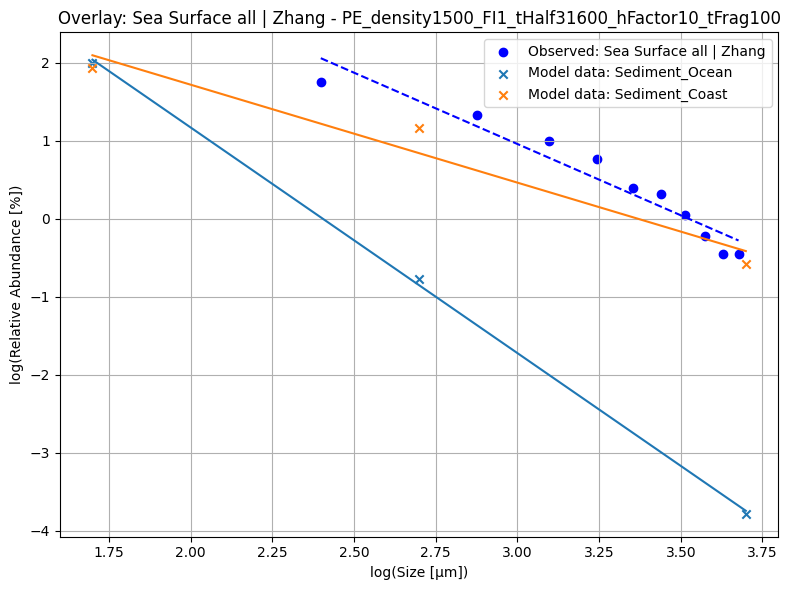 Overlay: Sea Surface all | Zhang - PE_density1500_FI1_tHalf31600_hFactor10_tFrag100
Observed: Sea Surface all | Zhang
Model data: Sediment_Ocean
Model data: Sediment_Coast
log(Relative Abundance [%])
2
1
0
−1
−2
−3
−4
1.75 2.00 2.25 2.50 2.75 3.00 3.25 3.50 3.75
log(Size [μm])